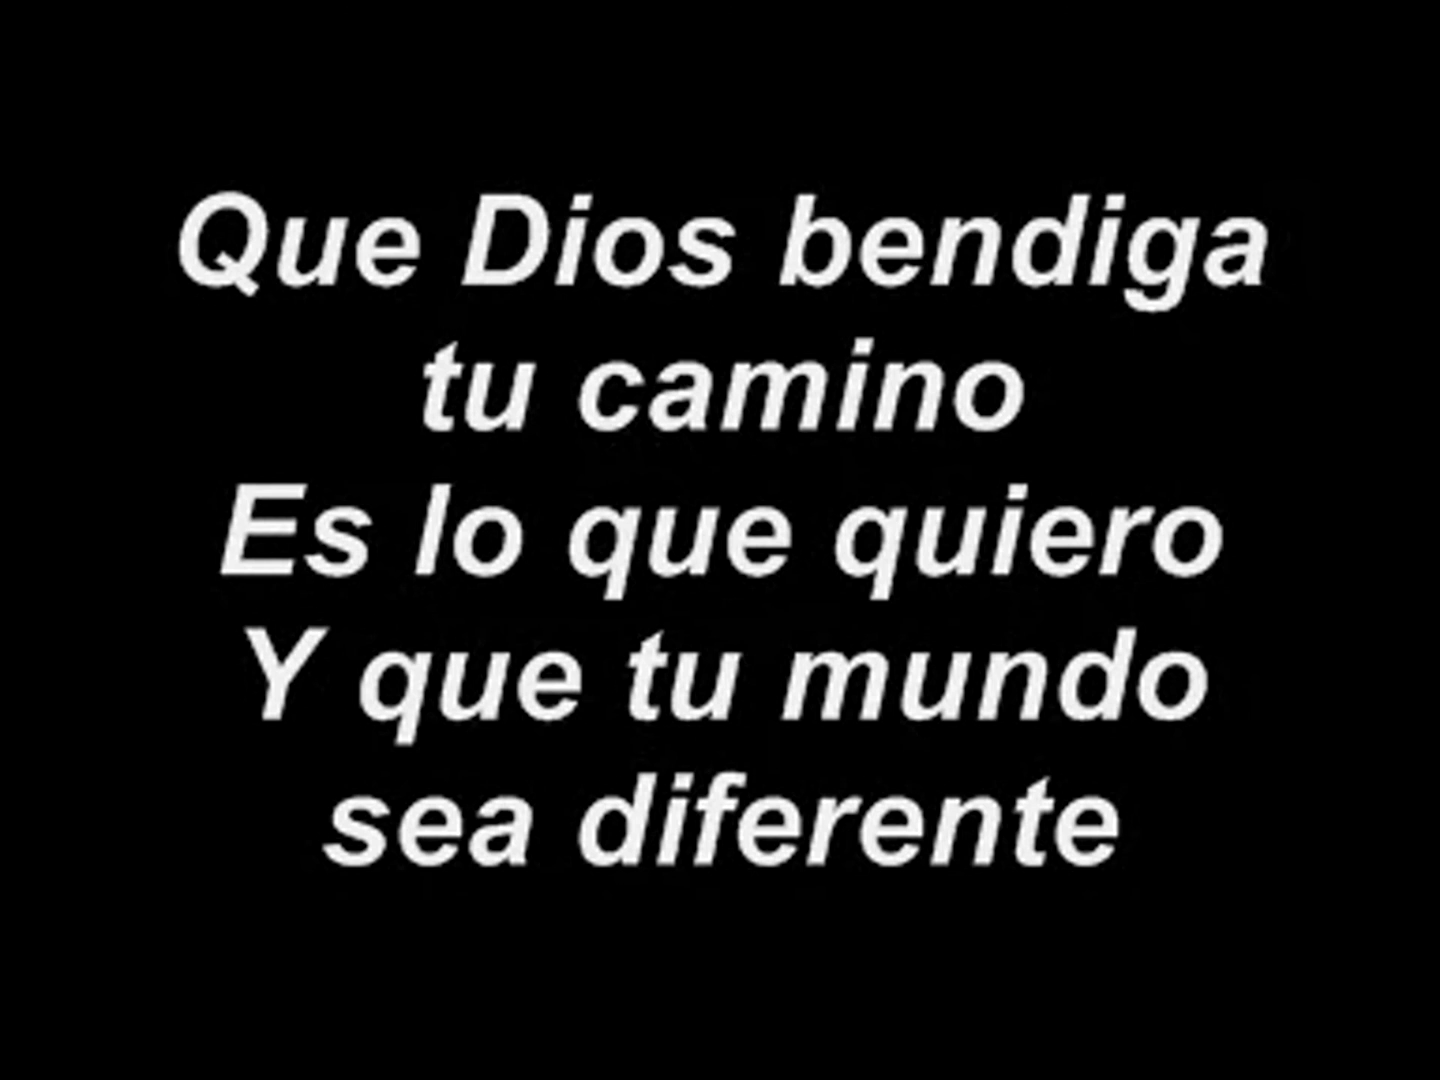 Que Dios bendiga
tu camino
Es lo que quiero
Y que tu mundo
sea diferente